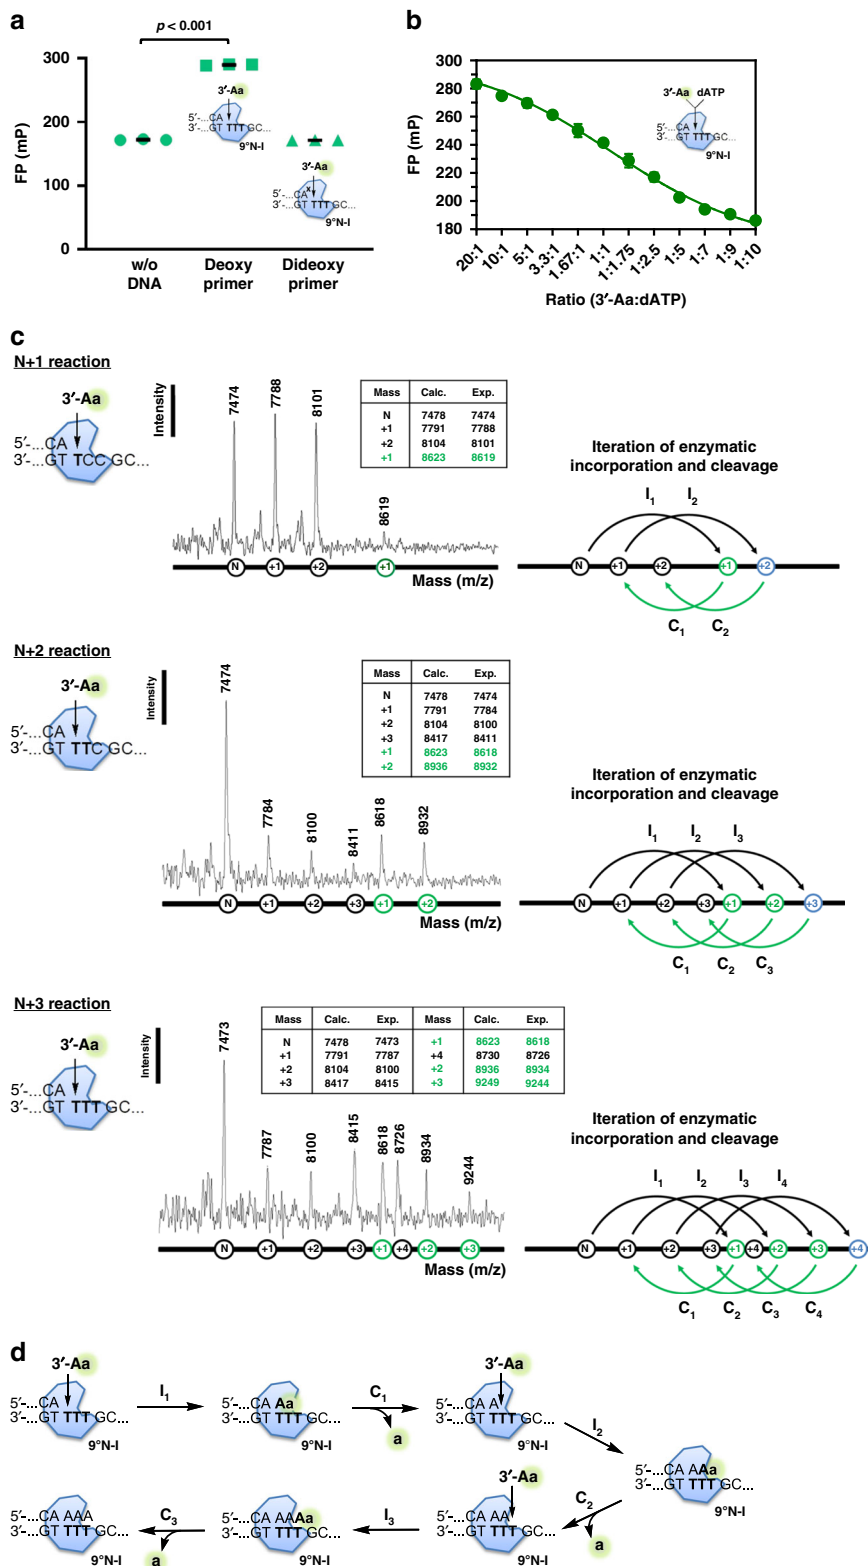 a
p < 0.001
FP (mP)
300
200
100
0
3′-Aa
5′-...CA
3′-...GT TTT GC...
9°N-I
3′-Aa
5′-...CA x
3′-...GT TTT GC...
9°N-I
w/o DNA
Deoxy primer
Dideoxy primer
b
FP (mP)
300
280
260
240
220
200
180
3′-Aa dATP
5′-...CA
3′-...GT TTT GC...
9°N-I
20:1
10:1
5:1
3.3:1
1.67:1
1:1
1:1.75
1:2.5
1:5
1:7
1:9
1:10
Ratio (3′-Aa:dATP)
c
N+1 reaction
3′-Aa
5′-...CA
3′-...GT TCC GC...
Intensity
7474
7788
8101
8619
Mass Calc. Exp.
N 7478 7474
+1 7791 7788
+2 8104 8101
+1 8623 8619
N +1 +2 +1
Mass (m/z)
Iteration of enzymatic
incorporation and cleavage
I1 I2
N +1 +2 +1 +2
C1 C2
N+2 reaction
3′-Aa
5′-...CA
3′-...GT TTC GC...
Intensity
7474
7784
8100
8411
8618
8932
Mass Calc. Exp.
N 7478 7474
+1 7791 7784
+2 8104 8100
+3 8417 8411
+1 8623 8618
+2 8936 8932
N +1 +2 +3 +1 +2
Mass (m/z)
Iteration of enzymatic
incorporation and cleavage
I1 I2 I3
N +1 +2 +3 +1 +2 +3
C1 C2 C3
N+3 reaction
3′-Aa
5′-...CA
3′-...GT TTT GC...
Intensity
7473
7787
8100
8415
8618
8726
8934
9244
Mass Calc. Exp. Mass Calc. Exp.
N 7478 7473 +1 8623 8618
+1 7791 7787 +4 8730 8726
+2 8104 8100 +2 8936 8934
+3 8417 8415 +3 9249 9244
N +1 +2 +3 +1 +4 +2 +3
Mass (m/z)
Iteration of enzymatic
incorporation and cleavage
I1 I2 I3 I4
N +1 +2 +3 +1 +4 +2 +3 +4
C1 C2 C3 C4
d
3′-Aa
5′-...CA
3′-...GT TTT GC...
9°N-I
I1
5′-...CA Aa
3′-...GT TTT GC...
9°N-I
C1
a
3′-Aa
5′-...CA A
3′-...GT TTT GC...
9°N-I
I2
5′-...CA AAa
3′-...GT TTT GC...
9°N-I
C2
a
3′-Aa
5′-...CA AA
3′-...GT TTT GC...
9°N-I
I3
5′-...CA AAAa
3′-...GT TTT GC...
9°N-I
C3
a
5′-...CA AAA
3′-...GT TTT GC...
9°N-I